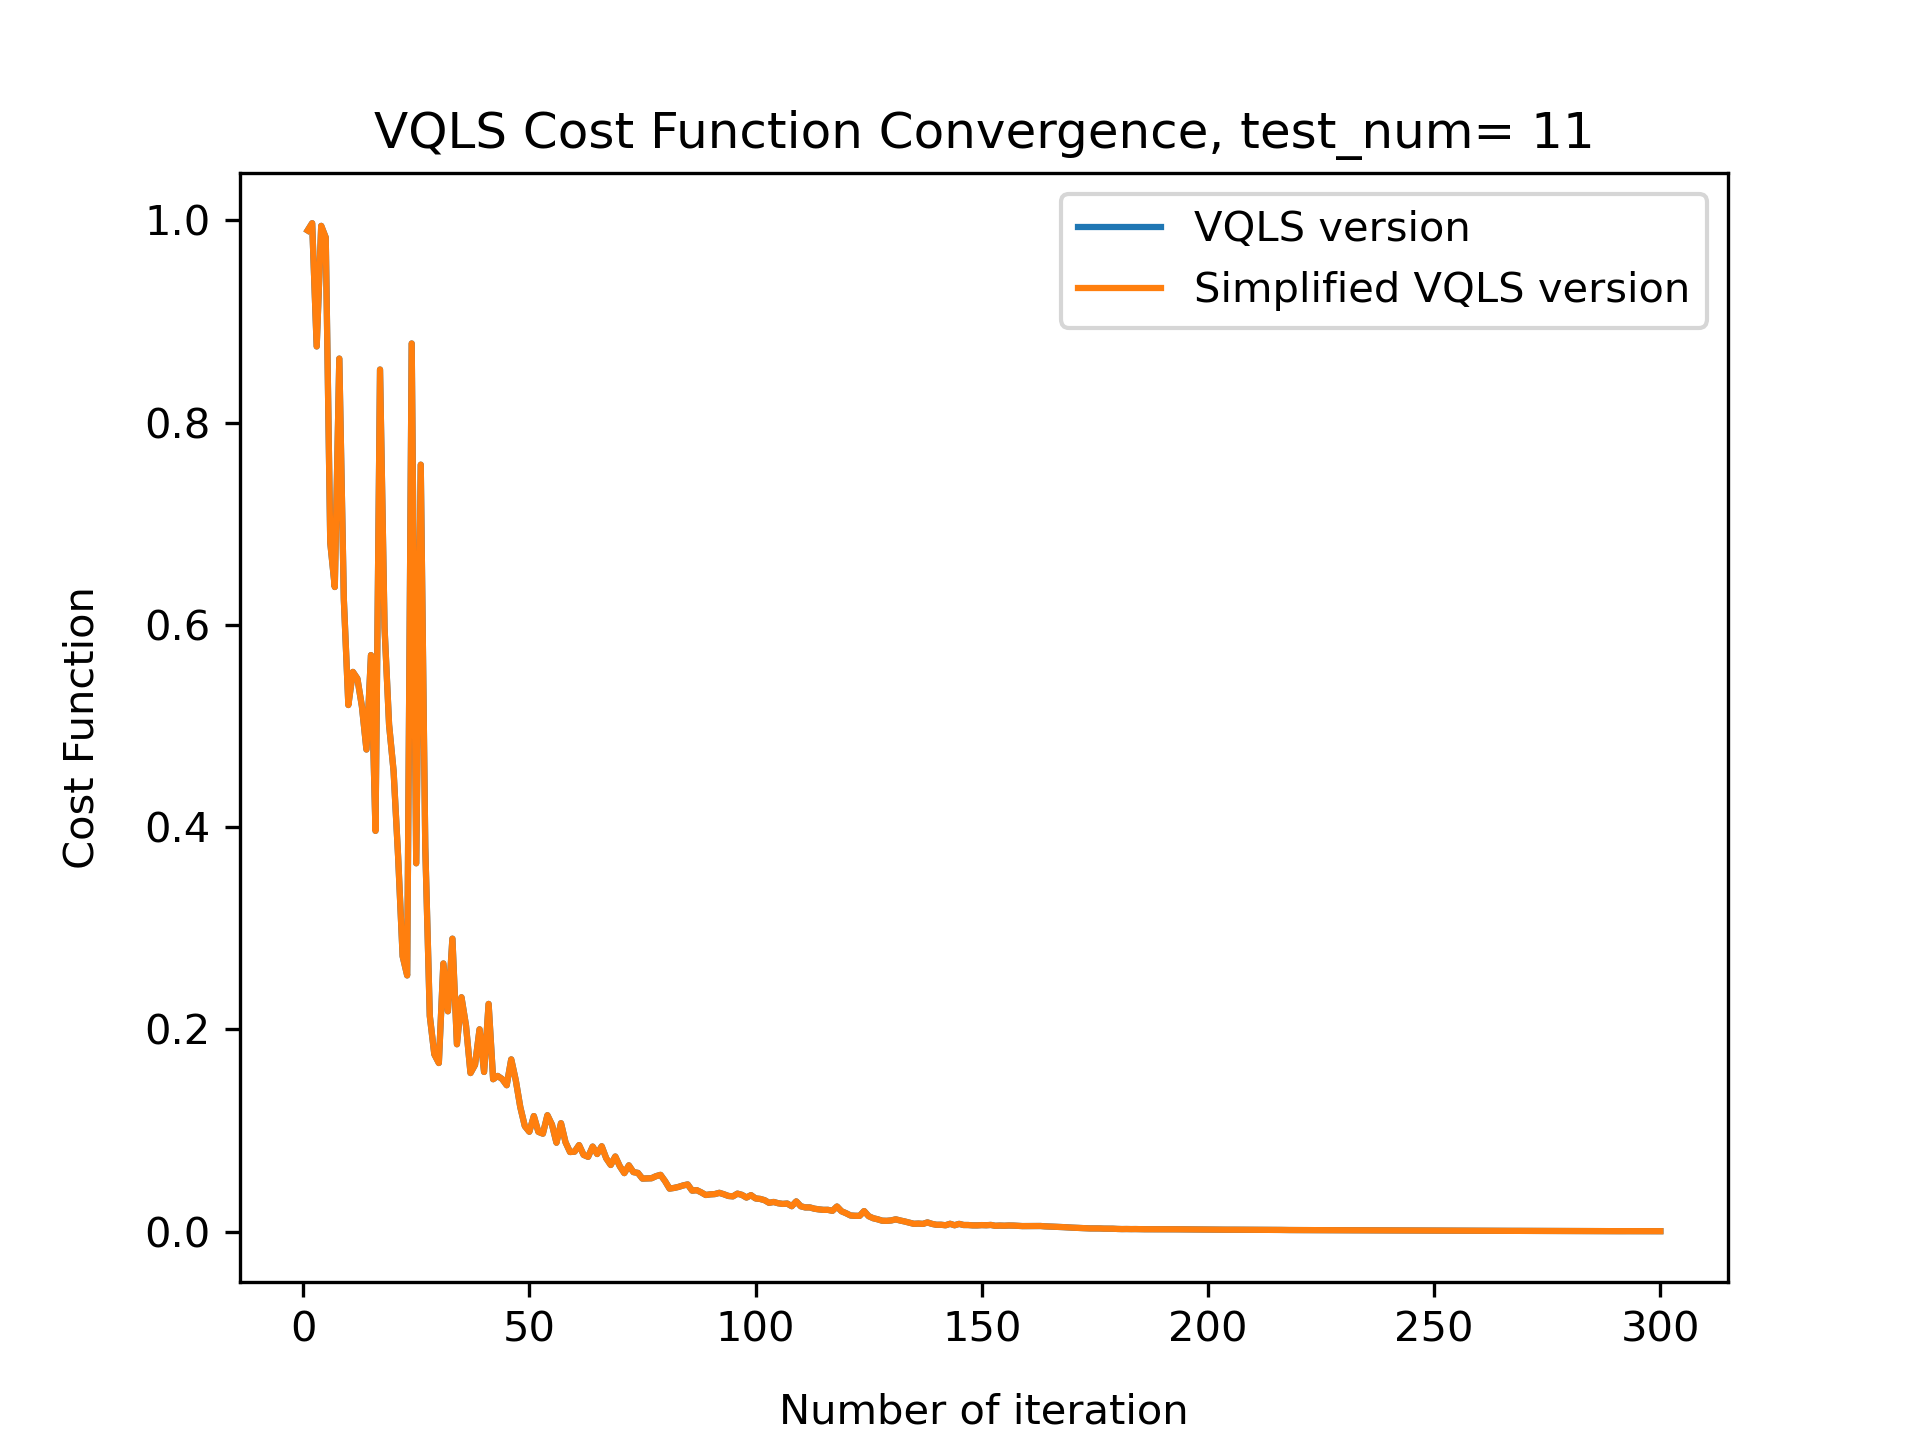 VQLS Cost Function Convergence, test_num= 11
VQLS version
Simplified VQLS version
1.0
0.8
0.6
0.4
0.2
0.0
Cost Function
0 50 100 150 200 250 300
Number of iteration